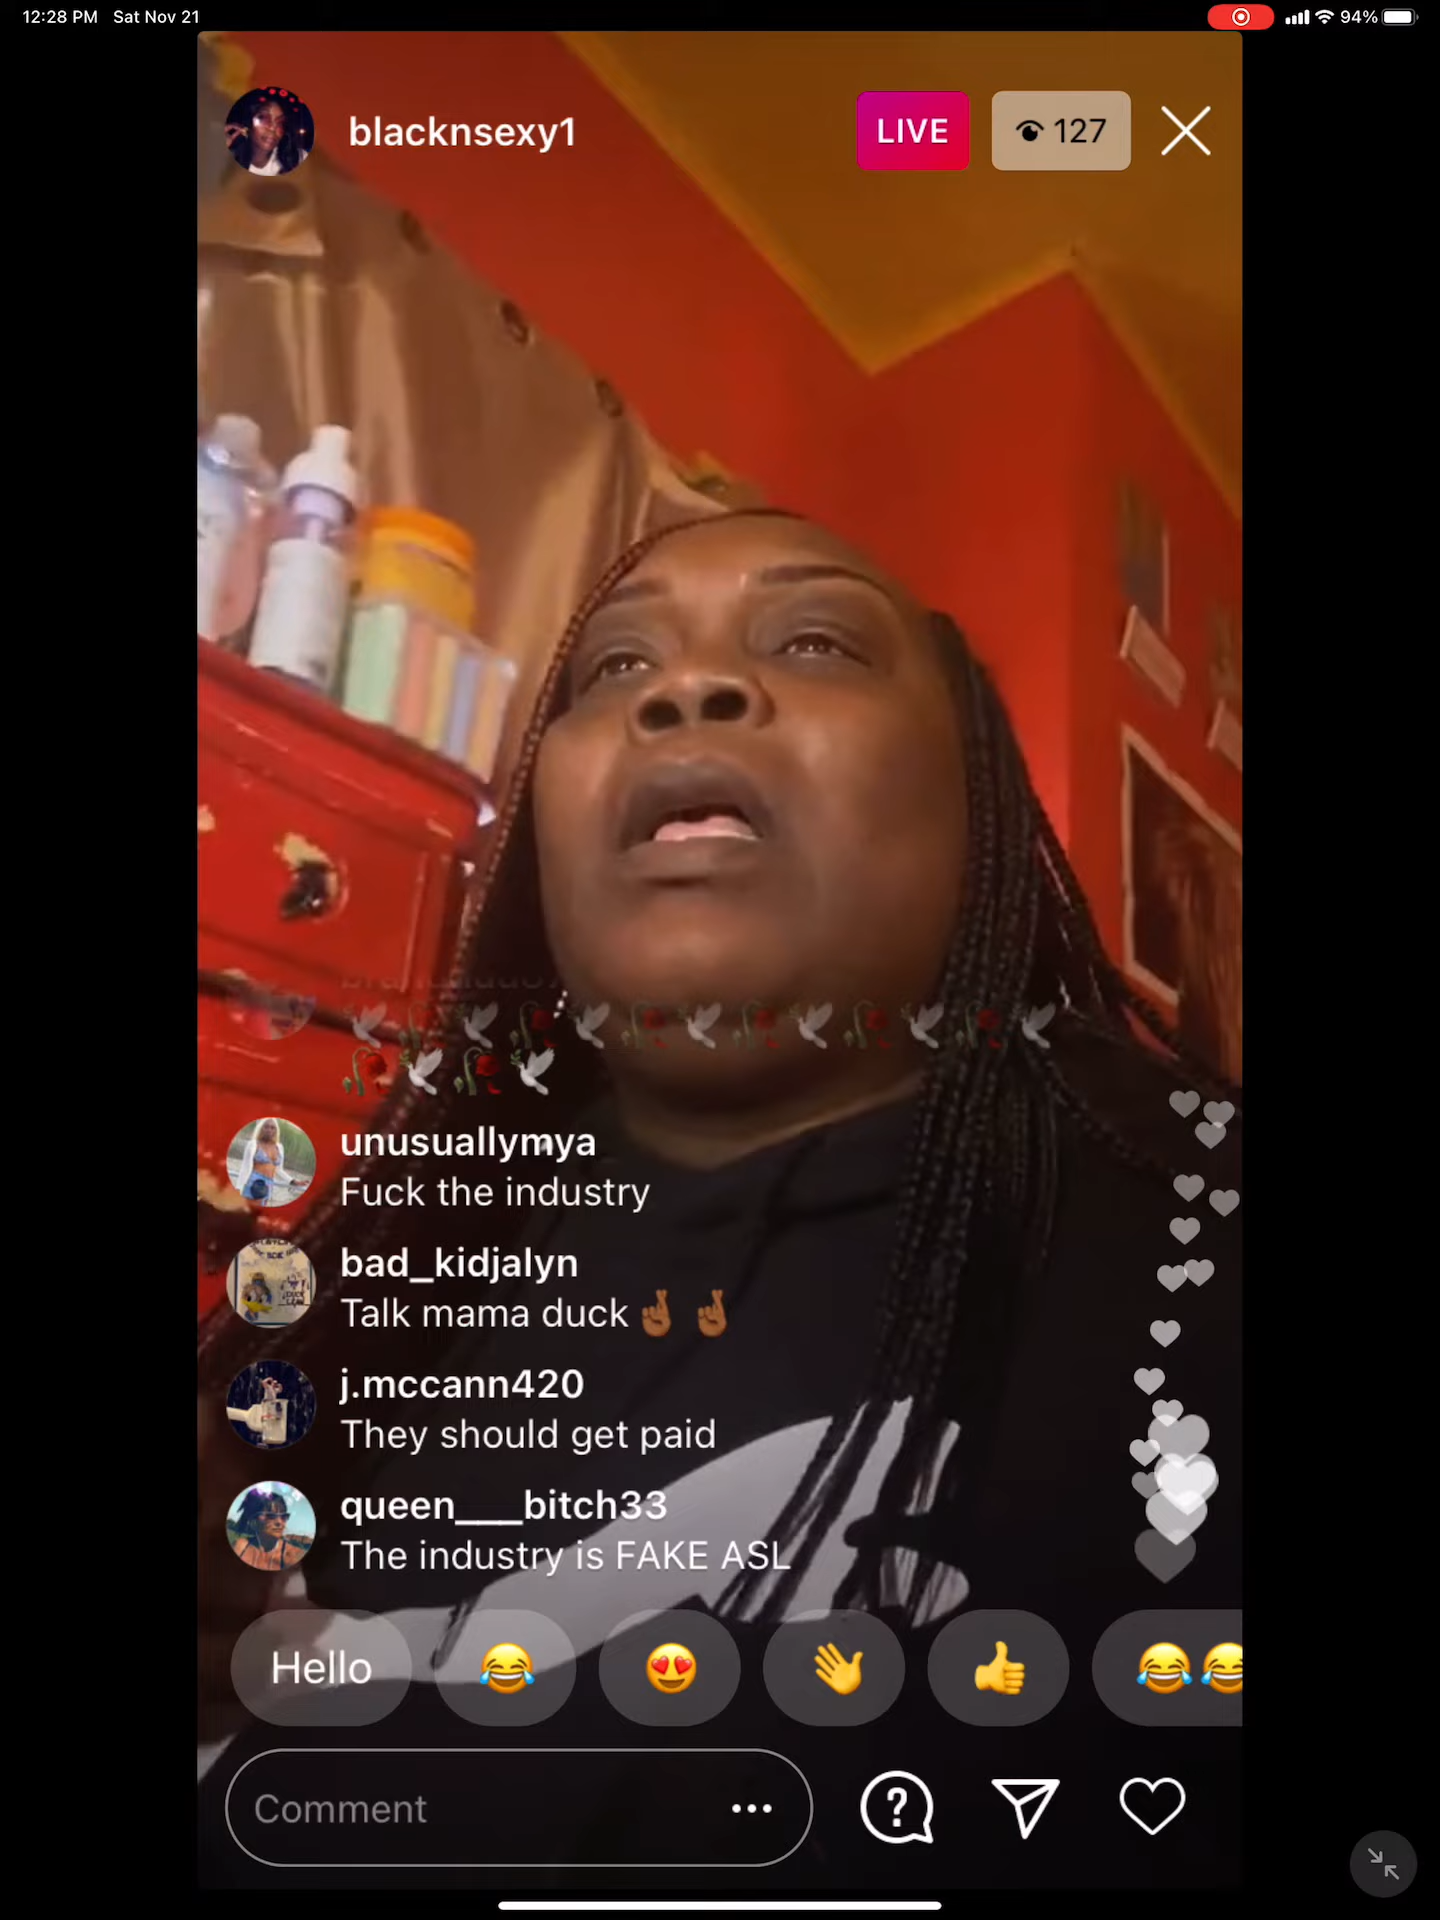 12:28 PM Sat Nov 21
94%
blacknsexy1
LIVE
127
🕊🥀🕊🥀🕊🥀🕊🥀🕊🥀🕊🥀🕊
🥀🕊🥀🕊
unusuallymya
Fuck the industry
bad_kidjalyn
Talk mama duck 🤞🏾 🤞🏾
j.mccann420
They should get paid
queen___bitch33
The industry is FAKE ASL
Hello 😂 😍 👋 👍 😂😂
Comment